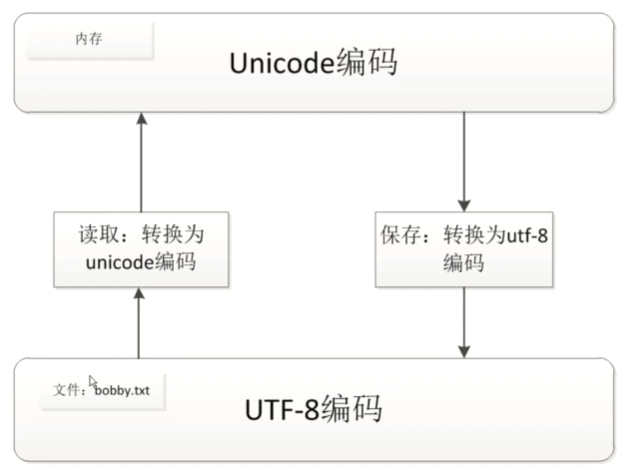 内存
Unicode编码
读取：转换为
unicode编码
保存：转换为utf-8
编码
文件：bobby.txt
UTF-8编码